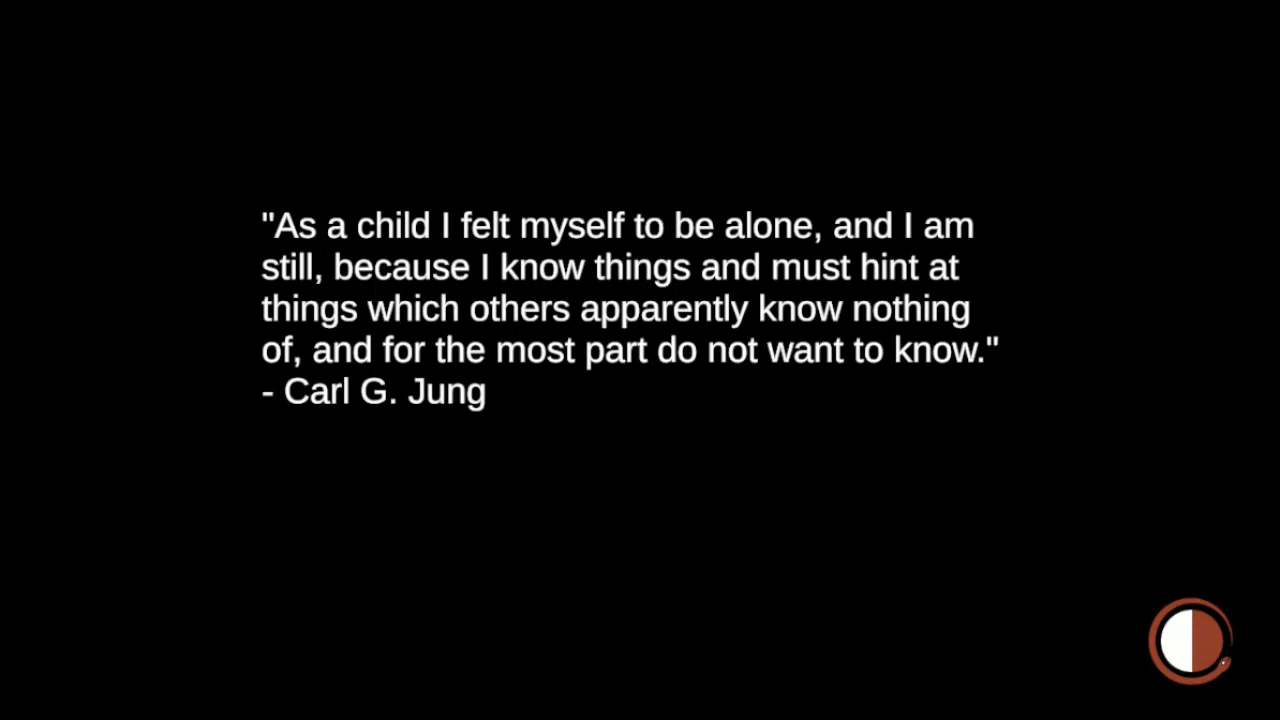 "As a child I felt myself to be alone, and I am
still, because I know things and must hint at
things which others apparently know nothing
of, and for the most part do not want to know."
- Carl G. Jung